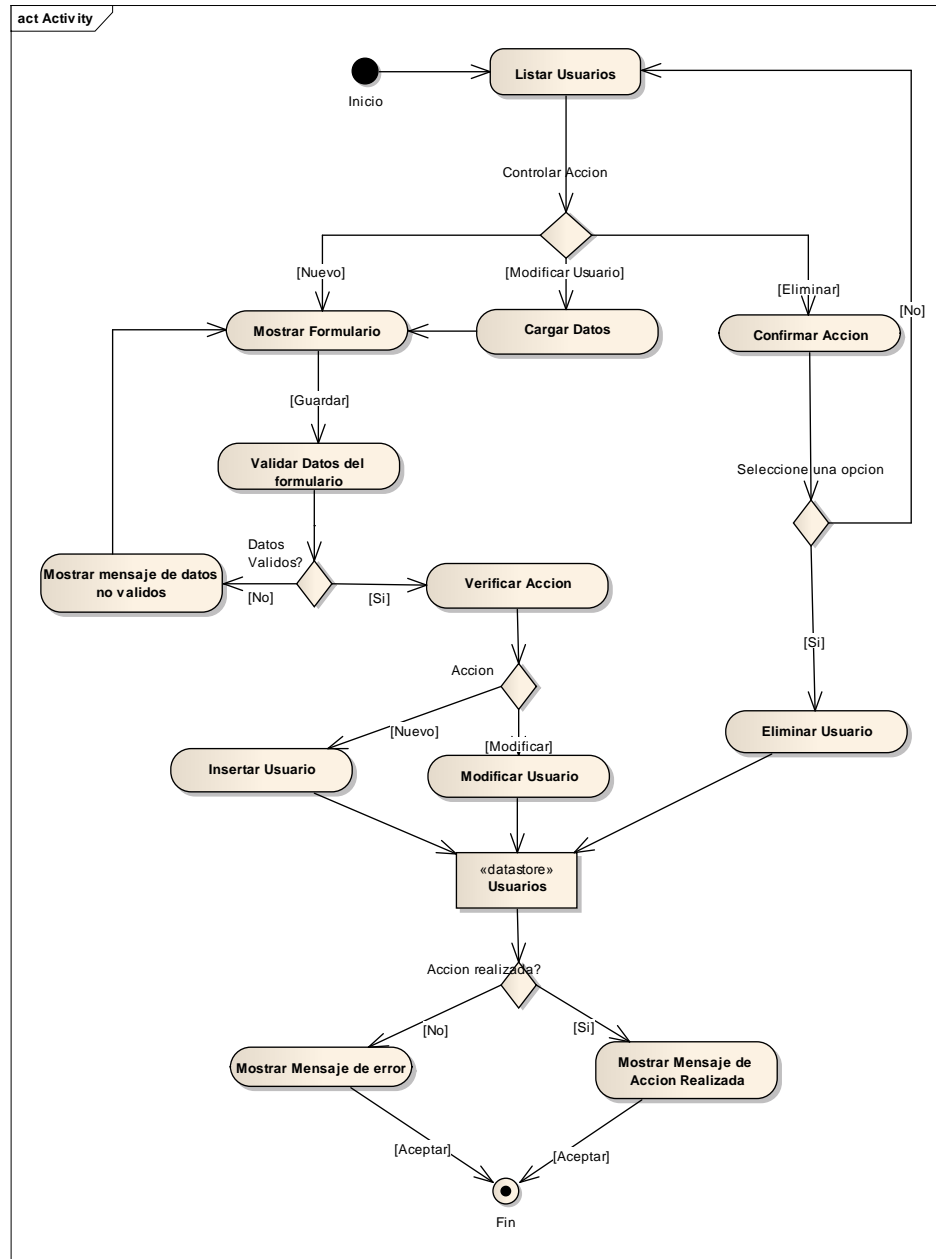 act Activity
Listar Usuarios
Inicio
Controlar Accion
[Nuevo]
[Modificar Usuario]
[Eliminar]
[No]
Mostrar Formulario
Cargar Datos
Confirmar Accion
[Guardar]
Validar Datos del
formulario
Seleccione una opcion
Datos
Validos?
Mostrar mensaje de datos
no validos
[No]
[Si]
Verificar Accion
[Si]
Accion
[Nuevo]
[Modificar]
Eliminar Usuario
Insertar Usuario
Modificar Usuario
«datastore»
Usuarios
Accion realizada?
[No]
[Si]
Mostrar Mensaje de error
Mostrar Mensaje de
Accion Realizada
[Aceptar]
[Aceptar]
Fin